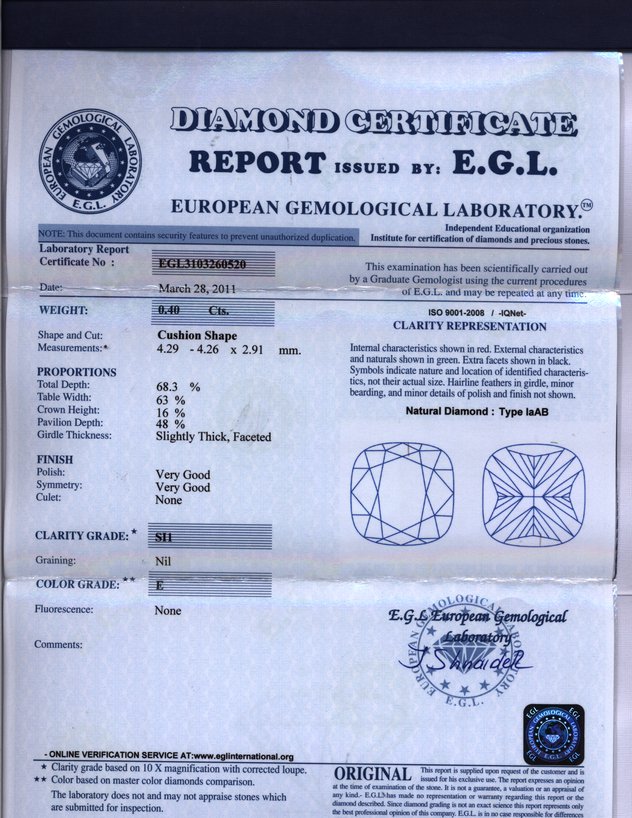 DIAMOND CERTIFICATE
REPORT ISSUED BY: E.G.L.
EUROPEAN GEMOLOGICAL LABORATORY.™
EUROPEAN GEMOLOGICAL LABORATORY
E.G.L.
Independent Educational organization
Institute for certification of diamonds and precious stones.
NOTE: This document contains security features to prevent unauthorized duplication.
Laboratory Report
Certificate No : EGL3103260520
Date: March 28, 2011
WEIGHT: 0.40 Cts.
Shape and Cut: Cushion Shape
Measurements:* 4.29 - 4.26 x 2.91 mm.
PROPORTIONS
Total Depth: 68.3 %
Table Width: 63 %
Crown Height: 16 %
Pavilion Depth: 48 %
Girdle Thickness: Slightly Thick, Faceted
FINISH
Polish: Very Good
Symmetry: Very Good
Culet: None
CLARITY GRADE: * SI1
Graining: Nil
COLOR GRADE: ** E
Fluorescence: None
Comments:
This examination has been scientifically carried out
by a Graduate Gemologist using the current procedures
of E.G.L. and may be repeated at any time.
ISO 9001-2008 / -IQNet-
CLARITY REPRESENTATION
Internal characteristics shown in red. External characteristics
and naturals shown in green. Extra facets shown in black.
Symbols indicate nature and location of identified characteris-
tics, not their actual size. Hairline feathers in girdle, minor
bearding, and minor details of polish and finish not shown.
Natural Diamond : Type IaAB
E.G.L European Gemological
Laboratory
EUROPEAN GEMOLOGICAL LABORATORY
E.G.L.
EGL EGL
EUROPEAN GEMOLOGICAL LABORATORY
E.G.L.
- ONLINE VERIFICATION SERVICE AT:www.eglinternational.org
* Clarity grade based on 10 X magnification with corrected loupe.
** Color based on master color diamonds comparison.
The laboratory does not and may not appraise stones which
are submitted for inspection.
ORIGINAL This report is supplied upon request of the customer and is
issued for his exclusive use. The report expresses an opinion
at the time of examination of the stone. It is not a guarantee, a valuation or an appraisal of
any kind.- E.G.L has made no representation or warranty regarding this report or the
diamond described. Since diamond grading is not an exact science this report represents only
the best professional opinion of this company. E.G.L. is in no case responsible for differences